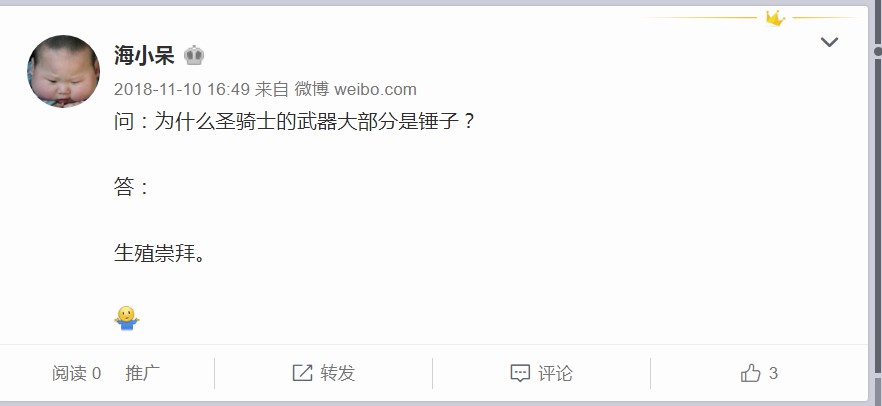 海小呆
2018-11-10 16:49 来自 微博 weibo.com
问：为什么圣骑士的武器大部分是锤子？
答：
生殖崇拜。
阅读 0 推广 转发 评论 3